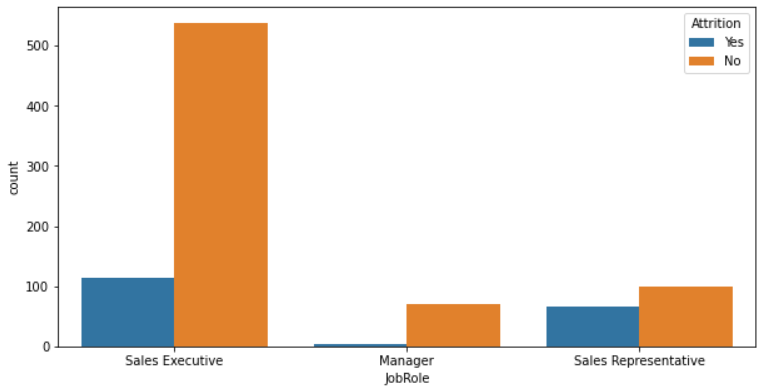 Attrition
Yes
No
500
400
300
200
100
0
count
Sales Executive
Manager
Sales Representative
JobRole